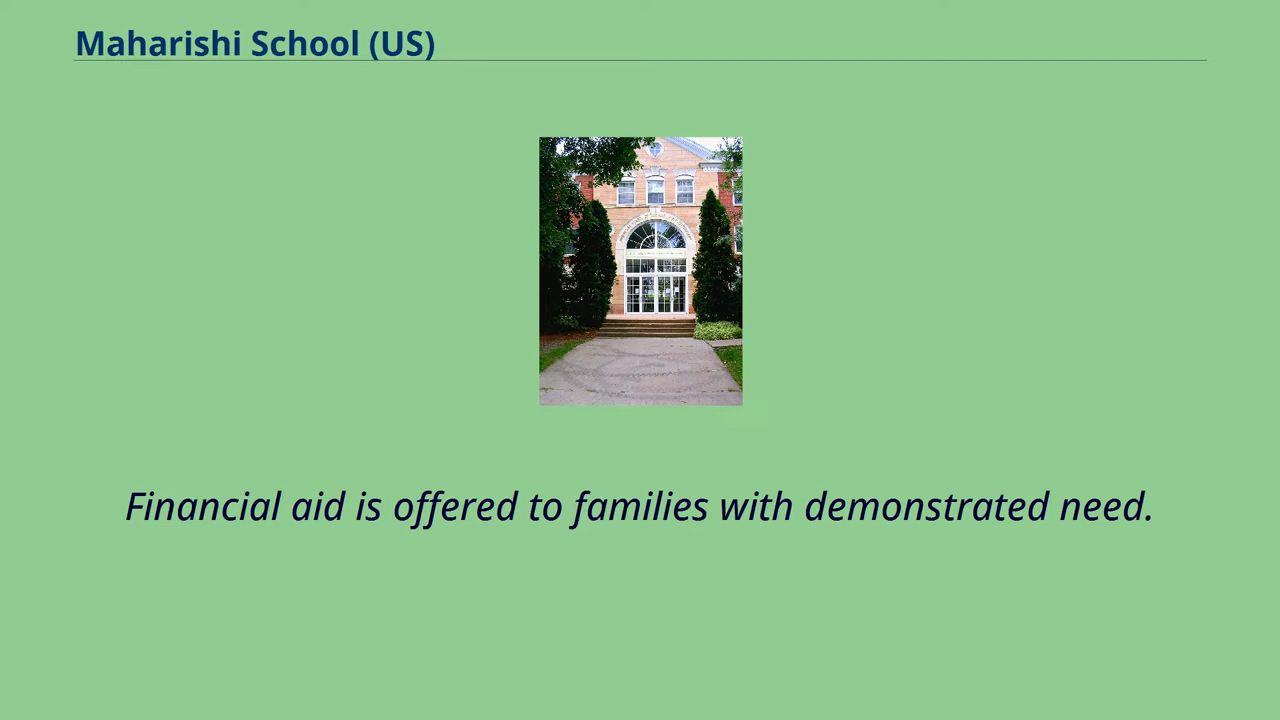 Maharishi School (US)
Financial aid is offered to families with demonstrated need.